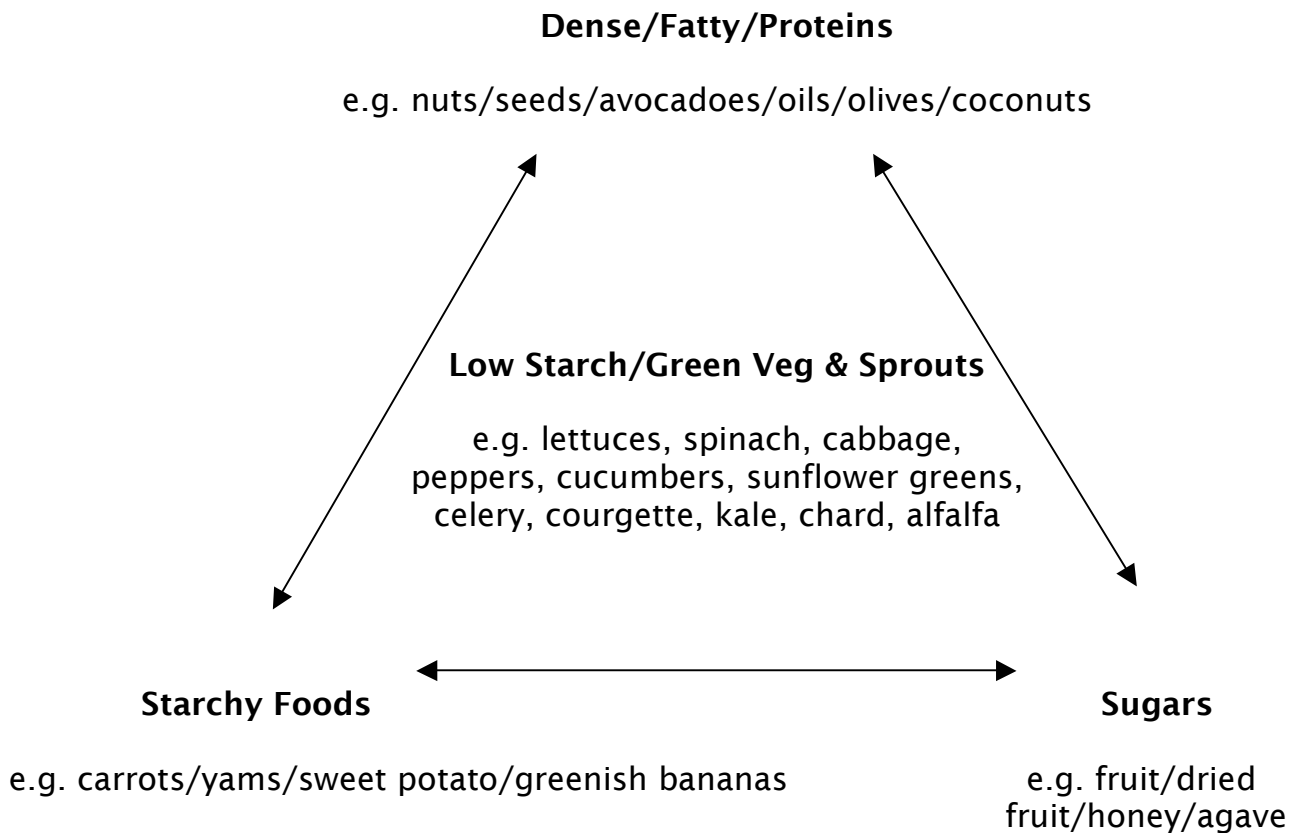 Dense/Fatty/Proteins
e.g. nuts/seeds/avocadoes/oils/olives/coconuts
Low Starch/Green Veg & Sprouts
e.g. lettuces, spinach, cabbage,
peppers, cucumbers, sunflower greens,
celery, courgette, kale, chard, alfalfa
Starchy Foods
e.g. carrots/yams/sweet potato/greenish bananas
Sugars
e.g. fruit/dried
fruit/honey/agave